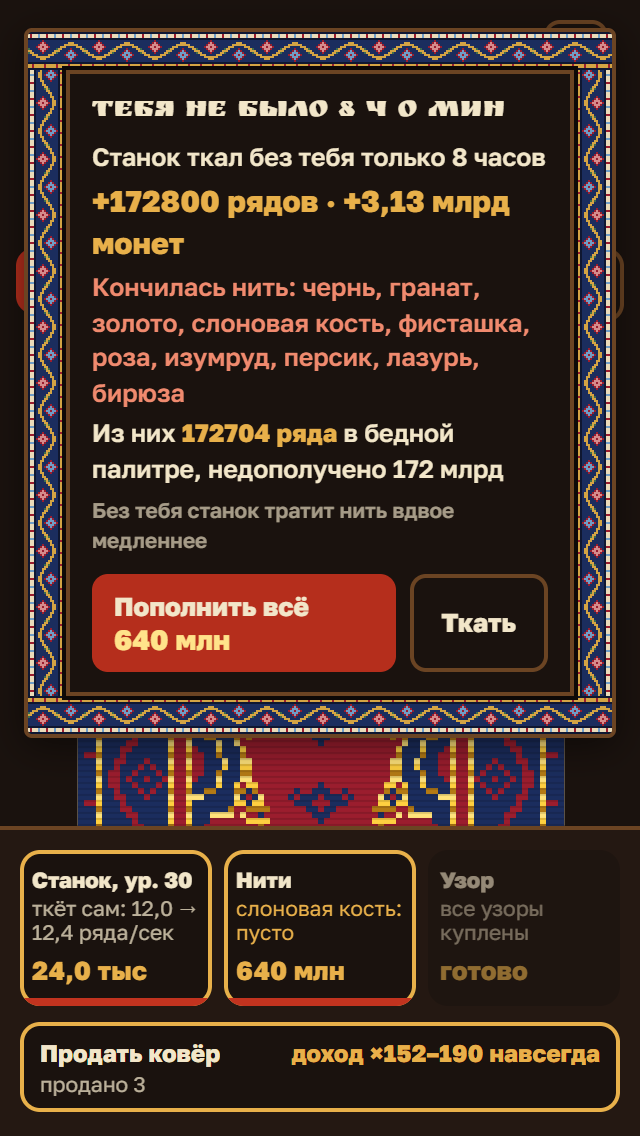 ТЕБЯ НЕ БЫЛО 8 Ч 0 МИН
Станок ткал без тебя только 8 часов
+172800 рядов · +3,13 млрд
монет
Кончилась нить: чернь, гранат,
золото, слоновая кость, фисташка,
роза, изумруд, персик, лазурь,
бирюза
Из них 172704 ряда в бедной
палитре, недополучено 172 млрд
Без тебя станок тратит нить вдвое
медленнее
Пополнить всё
640 млн
Ткать
Станок, ур. 30
ткёт сам: 12,0 →
12,4 ряда/сек
24,0 тыс
Нити
слоновая кость:
пусто
640 млн
Узор
все узоры
куплены
готово
Продать ковёр
доход ×152–190 навсегда
продано 3